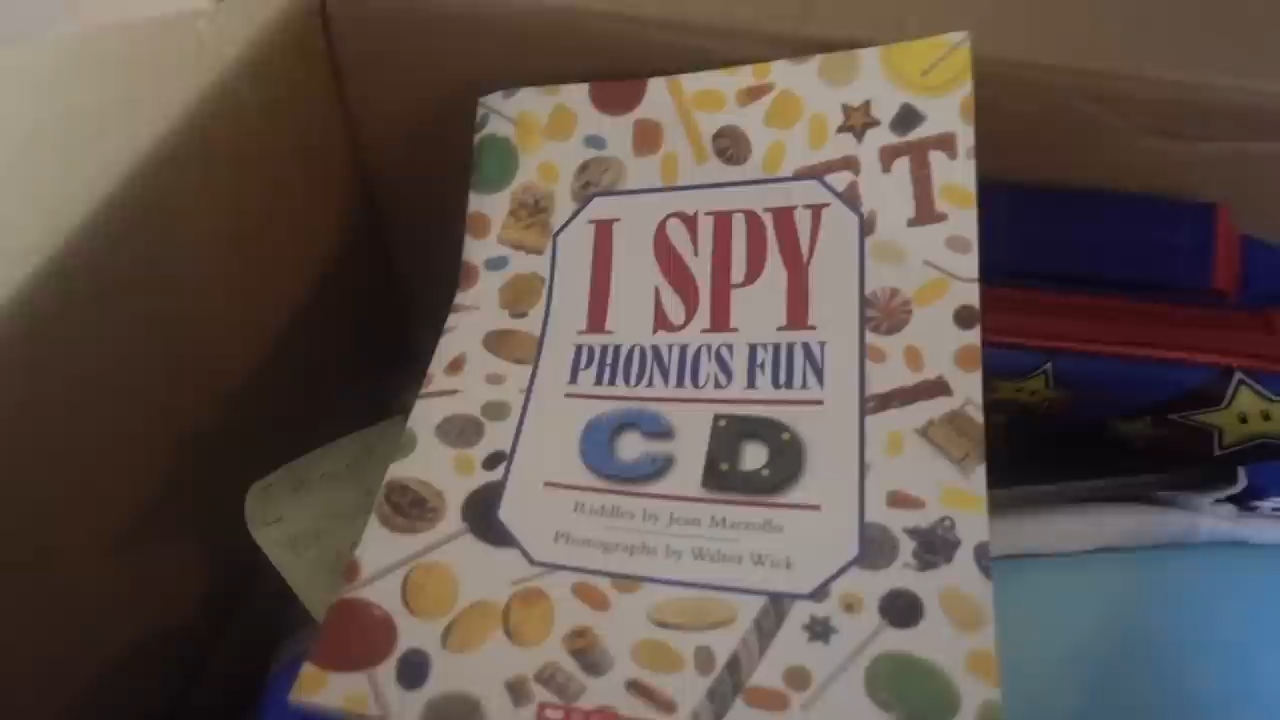 T
I SPY
PHONICS FUN
C D
Riddles by Jean Marzollo
Photographs by Walter Wick